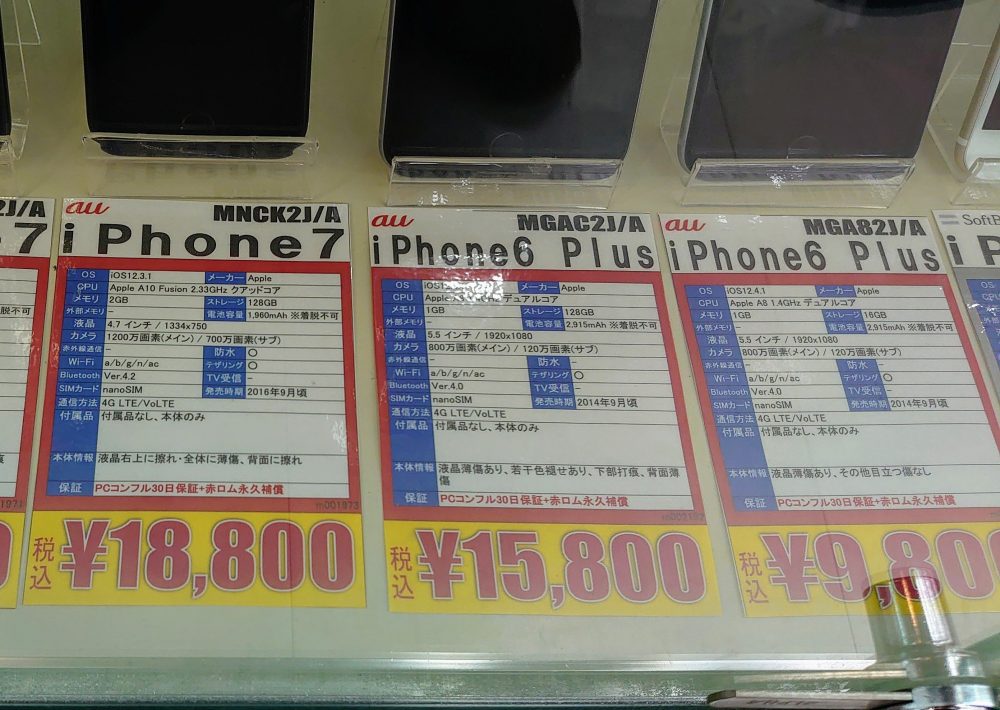 2J/A
7
au
MNCK2J/A
iPhone7
OS iOS12.3.1 メーカー Apple
CPU Apple A10 Fusion 2.33GHz クアッドコア
メモリ 2GB ストレージ 128GB
外部メモリ - 電池容量 1,960mAh ※着脱不可
液晶 4.7 インチ / 1334x750
カメラ 1200万画素(メイン) / 700万画素(サブ)
赤外線通信 - 防水 〇
Wi-Fi a/b/g/n/ac テザリング 〇
Bluetooth Ver.4.2 TV受信 -
SIMカード nanoSIM 発売時期 2016年9月頃
通信方法 4G LTE/VoLTE
付属品 付属品なし、本体のみ
本体情報 液晶右上に擦れ・全体に薄傷、背面に擦れ
保証 PCコンフル30日保証+赤ロム永久補償
m001973
税込 ¥18,800
au
MGAC2J/A
iPhone6 Plus
OS メーカー Apple
CPU デュアルコア
メモリ 1GB ストレージ 128GB
外部メモリ - 電池容量 2,915mAh ※着脱不可
液晶 5.5 インチ / 1920x1080
カメラ 800万画素(メイン) / 120万画素(サブ)
赤外線通信 - 防水 -
Wi-Fi a/b/g/n/ac テザリング 〇
Bluetooth Ver.4.0 TV受信 -
SIMカード nanoSIM 発売時期 2014年9月頃
通信方法 4G LTE/VoLTE
付属品 付属品なし、本体のみ
本体情報 液晶薄傷あり、若干色褪せあり、下部打痕、背面薄
傷
保証 PCコンフル30日保証+赤ロム永久補償
税込 ¥15,800
au
MGA82J/A
iPhone6 Plus
OS iOS12.4.1 メーカー Apple
CPU Apple A8 1.4GHz デュアルコア
メモリ 1GB ストレージ 16GB
外部メモリ - 電池容量 2,915mAh ※着脱不可
液晶 5.5 インチ / 1920x1080
カメラ 800万画素(メイン) / 120万画素(サブ)
赤外線通信 - 防水 -
Wi-Fi a/b/g/n/ac テザリング 〇
Bluetooth Ver.4.0 TV受信 -
SIMカード nanoSIM 発売時期 2014年9月頃
通信方法 4G LTE/VoLTE
付属品 付属品なし、本体のみ
本体情報 液晶薄傷あり、その他目立つ傷なし
保証 PCコンフル30日保証+赤ロム永久補償
税込 ¥9,800
SoftB
iP